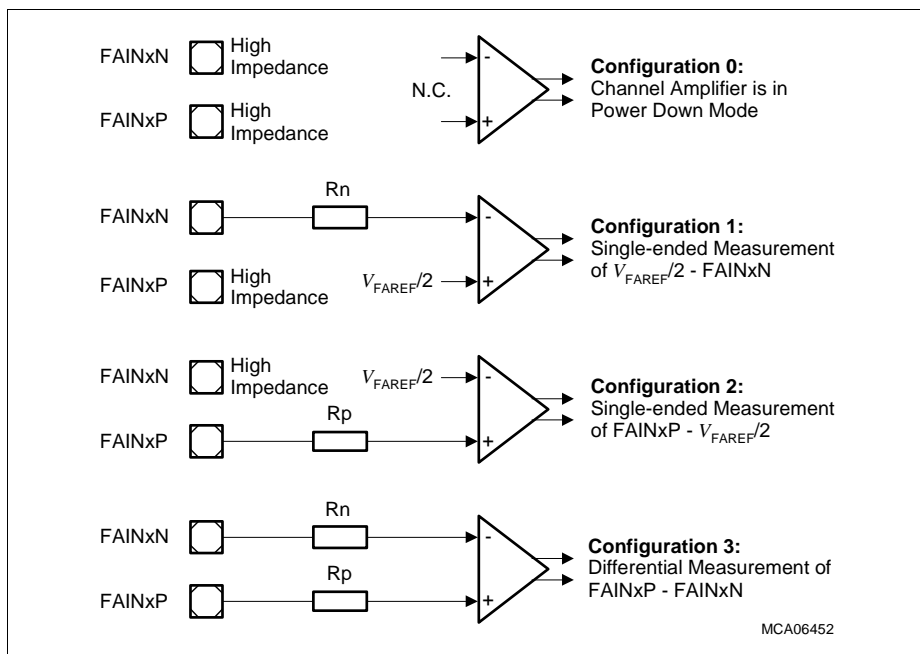 FAINxN
High
Impedance
-
N.C.
FAINxP
High
Impedance
+
Configuration 0:
Channel Amplifier is in
Power Down Mode
Rn
FAINxN
-
FAINxP
High
Impedance
VFAREF/2
+
Configuration 1:
Single-ended Measurement
of VFAREF/2 - FAINxN
FAINxN
High
Impedance
VFAREF/2
-
Rp
FAINxP
+
Configuration 2:
Single-ended Measurement
of FAINxP - VFAREF/2
Rn
FAINxN
-
Rp
FAINxP
+
Configuration 3:
Differential Measurement of
FAINxP - FAINxN
MCA06452